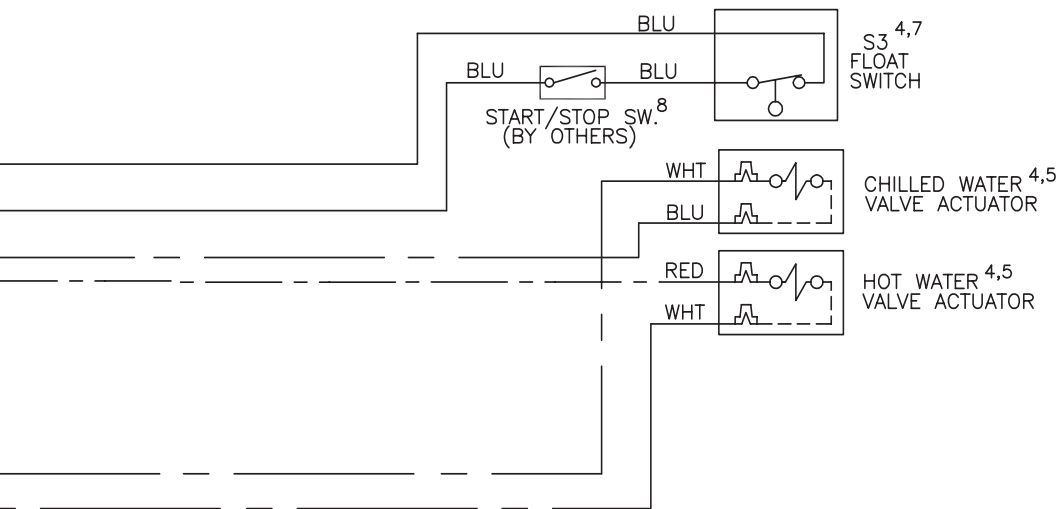 BLU
S3 4,7
FLOAT
SWITCH
BLU
BLU
START/STOP SW.8
(BY OTHERS)
WHT
CHILLED WATER 4,5
VALVE ACTUATOR
BLU
RED
HOT WATER 4,5
VALVE ACTUATOR
WHT